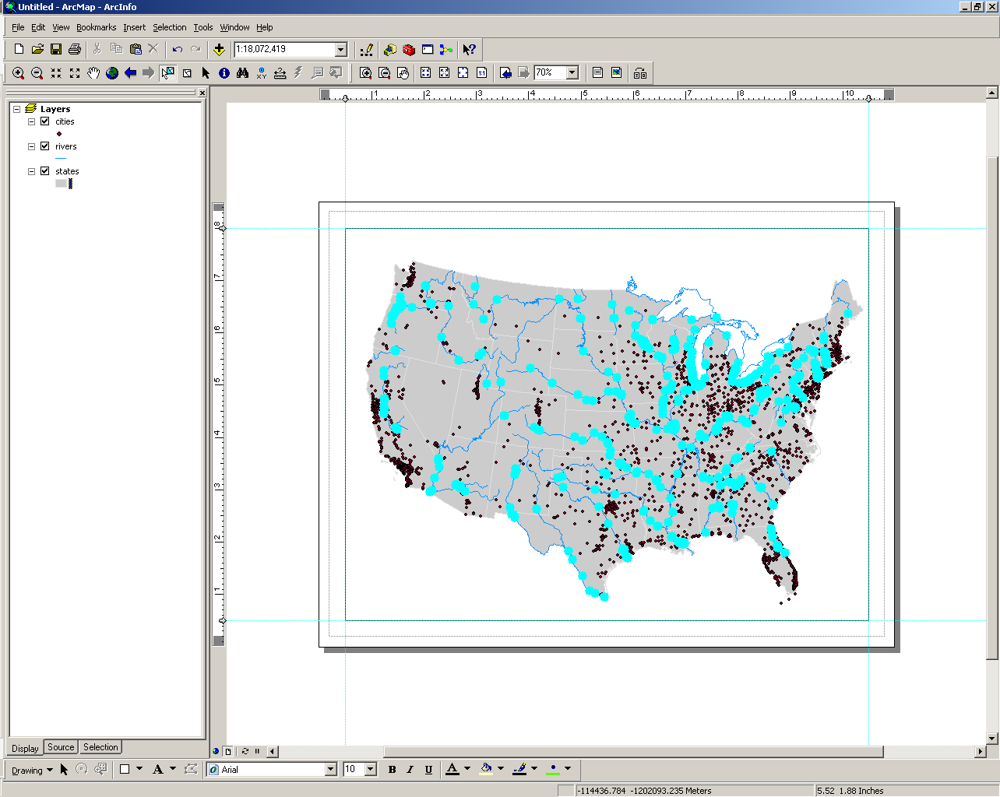 Untitled - ArcMap - ArcInfo
File Edit View Bookmarks Insert Selection Tools Window Help
1:18,072,419
70%
1:1
Layers
cities
rivers
states
1 2 3 4 5 6 7 8 9 10
8
7
6
5
4
3
2
1
Display Source Selection
Drawing A Arial 10 B I U A
-114436.784 -1202093.235 Meters 5.52 1.88 Inches